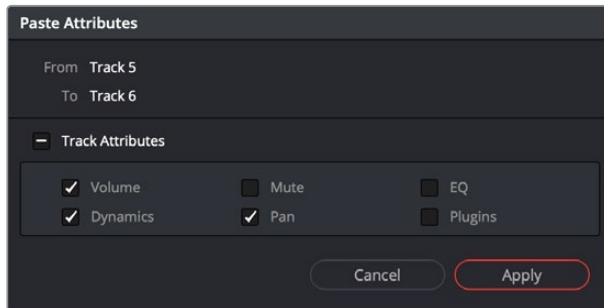 Paste Attributes
From Track 5
To Track 6
Track Attributes
Volume Mute EQ
Dynamics Pan Plugins
Cancel Apply